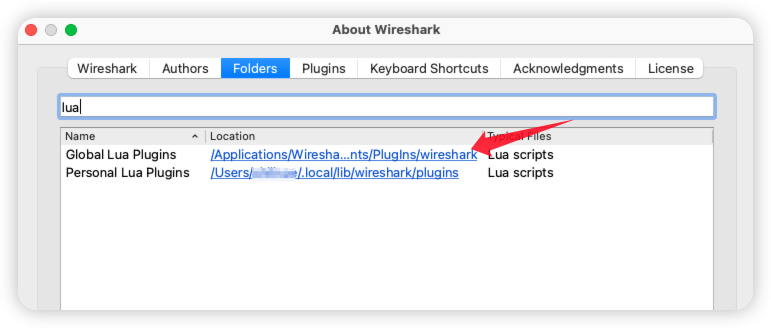 About Wireshark
Wireshark Authors Folders Plugins Keyboard Shortcuts Acknowledgments License
lua
Name Location Typical Files
Global Lua Plugins /Applications/Wiresha...nts/PlugIns/wireshark Lua scripts
Personal Lua Plugins /Users/ /.local/lib/wireshark/plugins Lua scripts